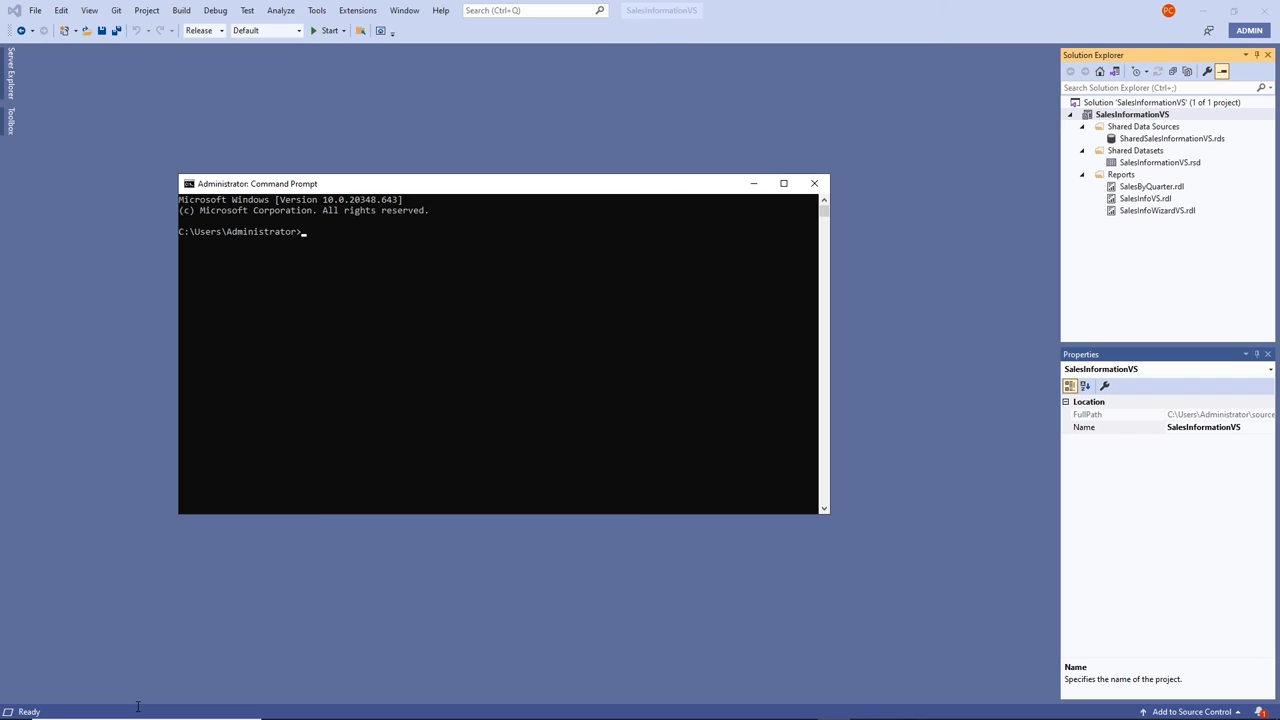 File Edit View Git Project Build Debug Test Analyze Tools Extensions Window Help Search (Ctrl+Q) SalesInformationVS PC
Release Default Start ADMIN
Server Explorer
Toolbox
Solution Explorer
Search Solution Explorer (Ctrl+;)
Solution 'SalesInformationVS' (1 of 1 project)
SalesInformationVS
Shared Data Sources
SharedSalesInformationVS.rds
Shared Datasets
SalesInformationVS.rsd
Reports
SalesByQuarter.rdl
SalesInfoVS.rdl
SalesInfoWizardVS.rdl
Administrator: Command Prompt
Microsoft Windows [Version 10.0.20348.643]
(c) Microsoft Corporation. All rights reserved.
C:\Users\Administrator>
Properties
SalesInformationVS
Location
FullPath C:\Users\Administrator\source
Name SalesInformationVS
Name
Specifies the name of the project.
Ready Add to Source Control 1